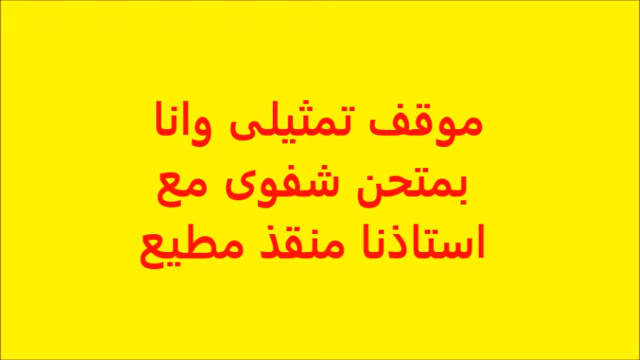 موقف تمثيلى وانا
بمتحن شفوى مع
استاذنا منقذ مطيع